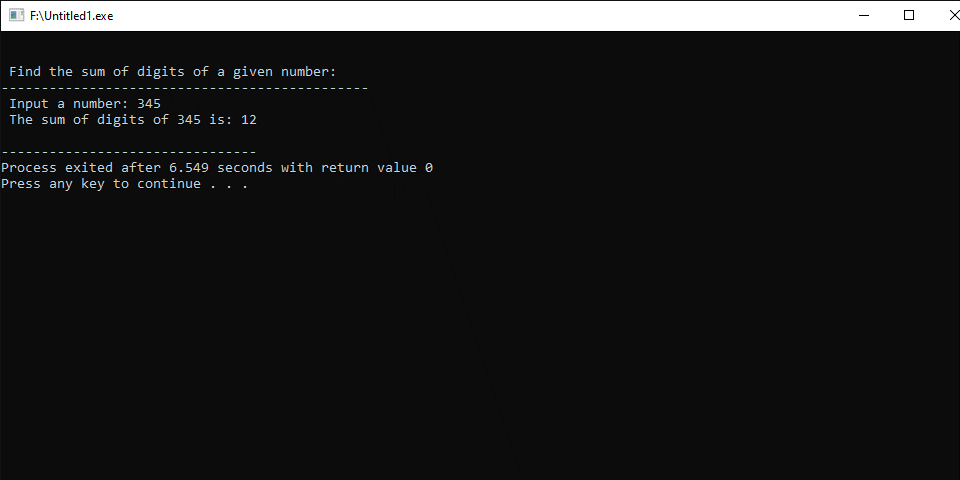 F:\Untitled1.exe
Find the sum of digits of a given number:
----------------------------------------------
Input a number: 345
The sum of digits of 345 is: 12
--------------------------------
Process exited after 6.549 seconds with return value 0
Press any key to continue . . .